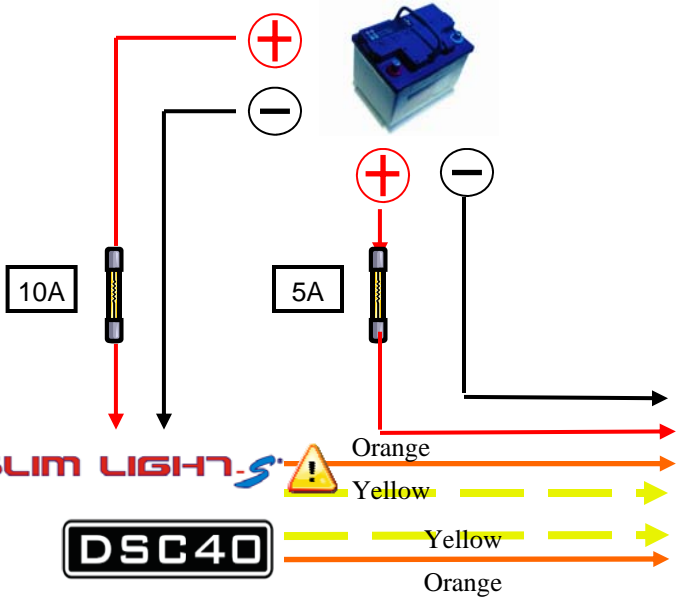 10A
5A
SLIM LIGHT-S
Orange
Yellow
DSC40
Yellow
Orange